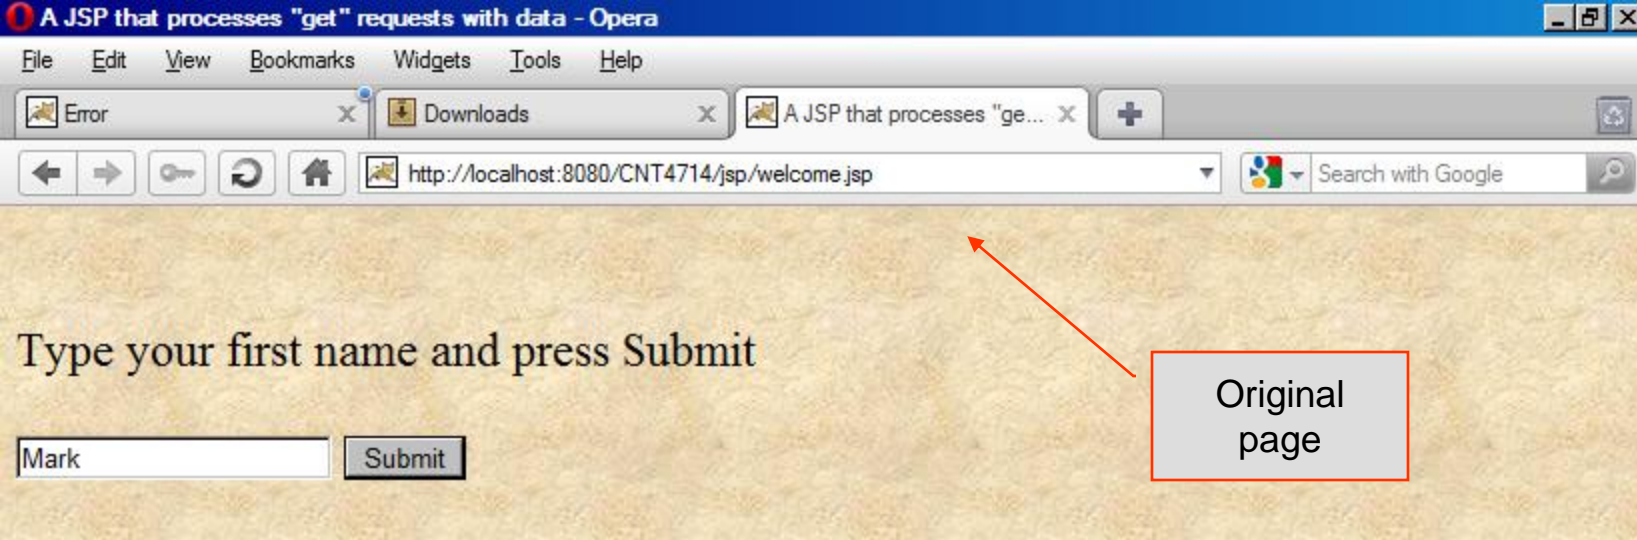 A JSP that processes "get" requests with data - Opera
File Edit View Bookmarks Widgets Tools Help
Error Downloads A JSP that processes "ge...
http://localhost:8080/CNT4714/jsp/welcome.jsp Search with Google
Type your first name and press Submit
Original
page
Mark Submit